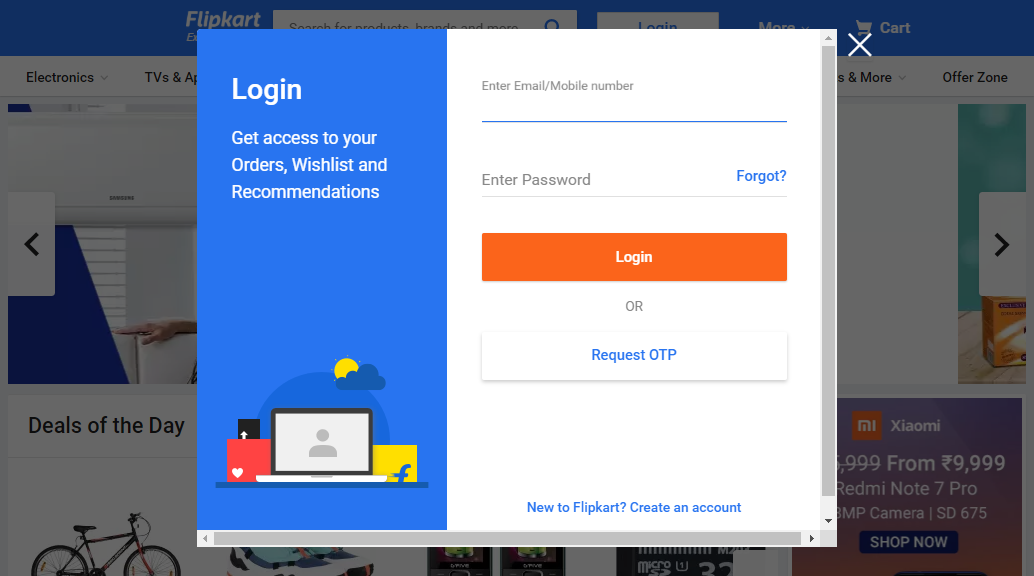 Flipkart
Search for products, brands and more
Login
More
Cart
Electronics
TVs &
s & More
Offer Zone
Login
Get access to your
Orders, Wishlist and
Recommendations
Enter Email/Mobile number
Enter Password
Forgot?
Login
OR
Request OTP
New to Flipkart? Create an account
SAMSUNG
Deals of the Day
mi Xiaomi
,999 From ₹9,999
Redmi Note 7 Pro
MP Camera | SD 675
SHOP NOW